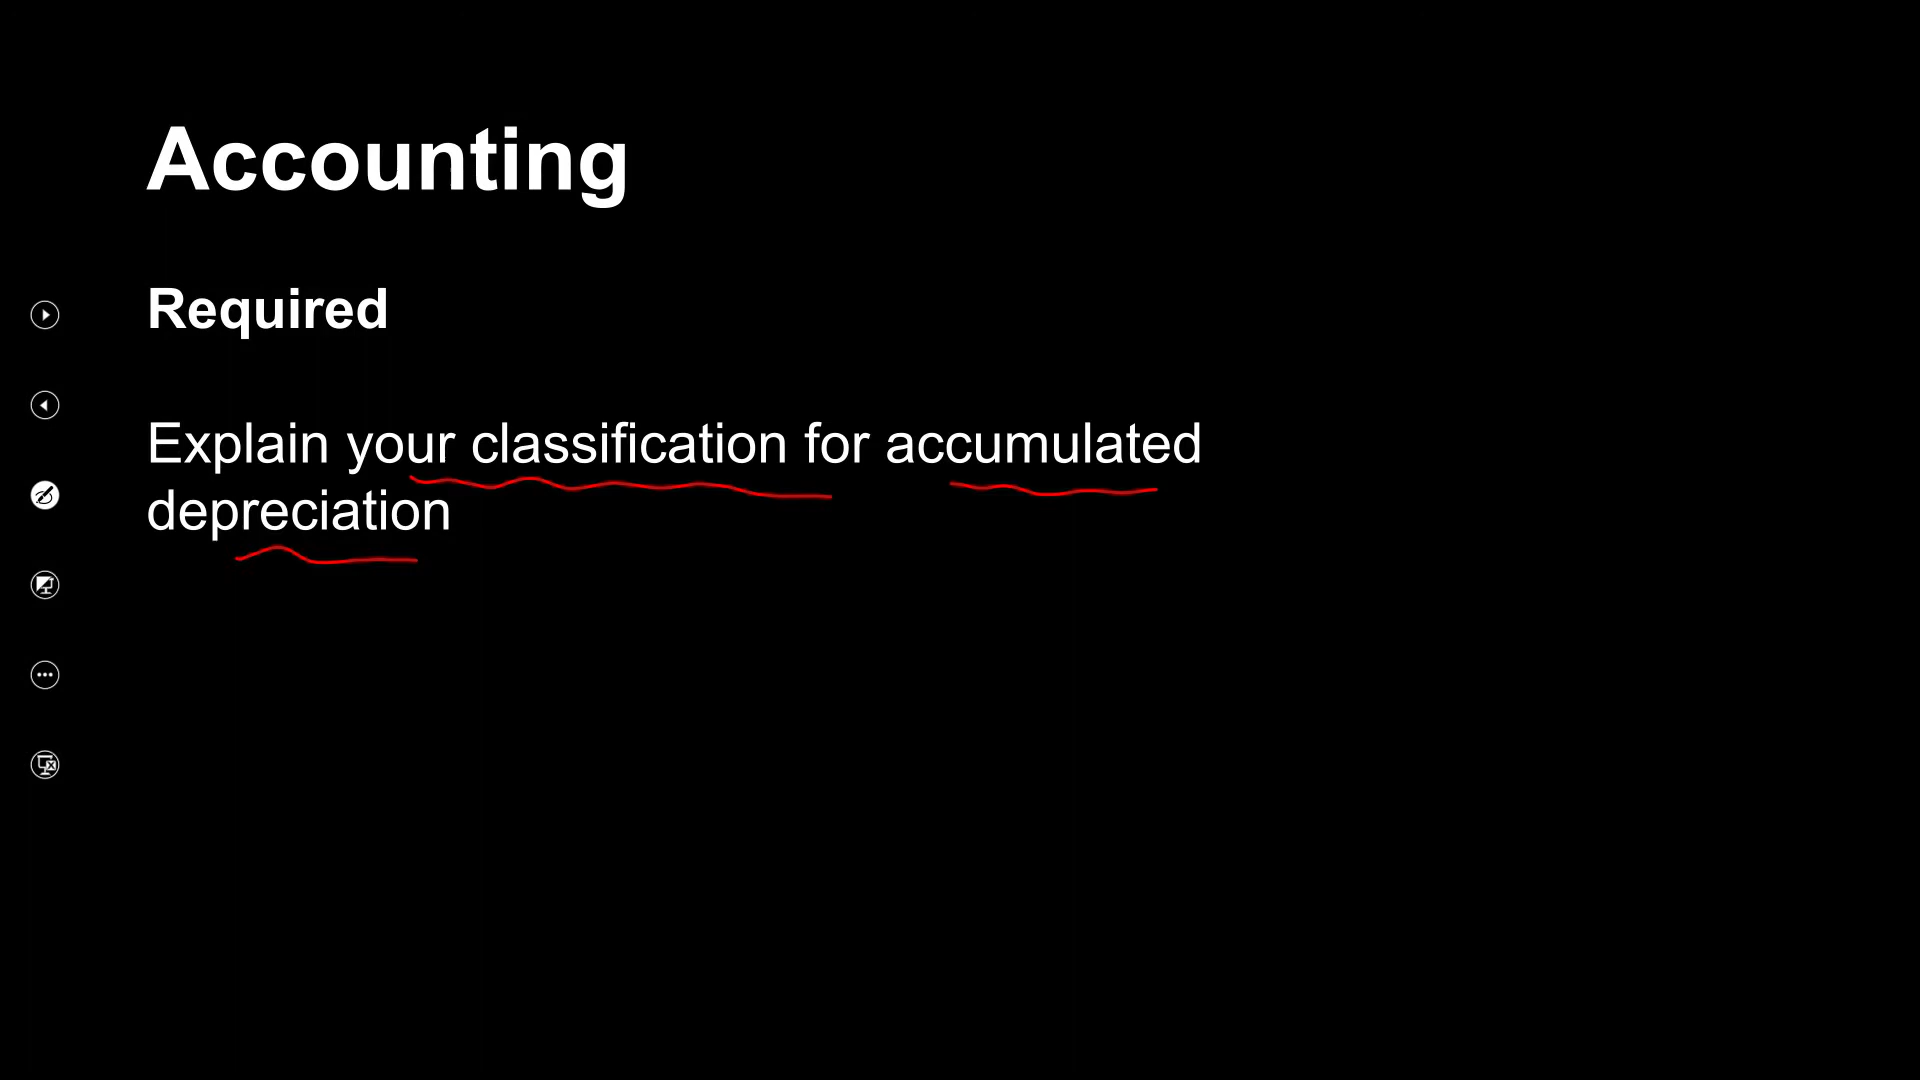 Accounting
Required
Explain your classification for accumulated
depreciation